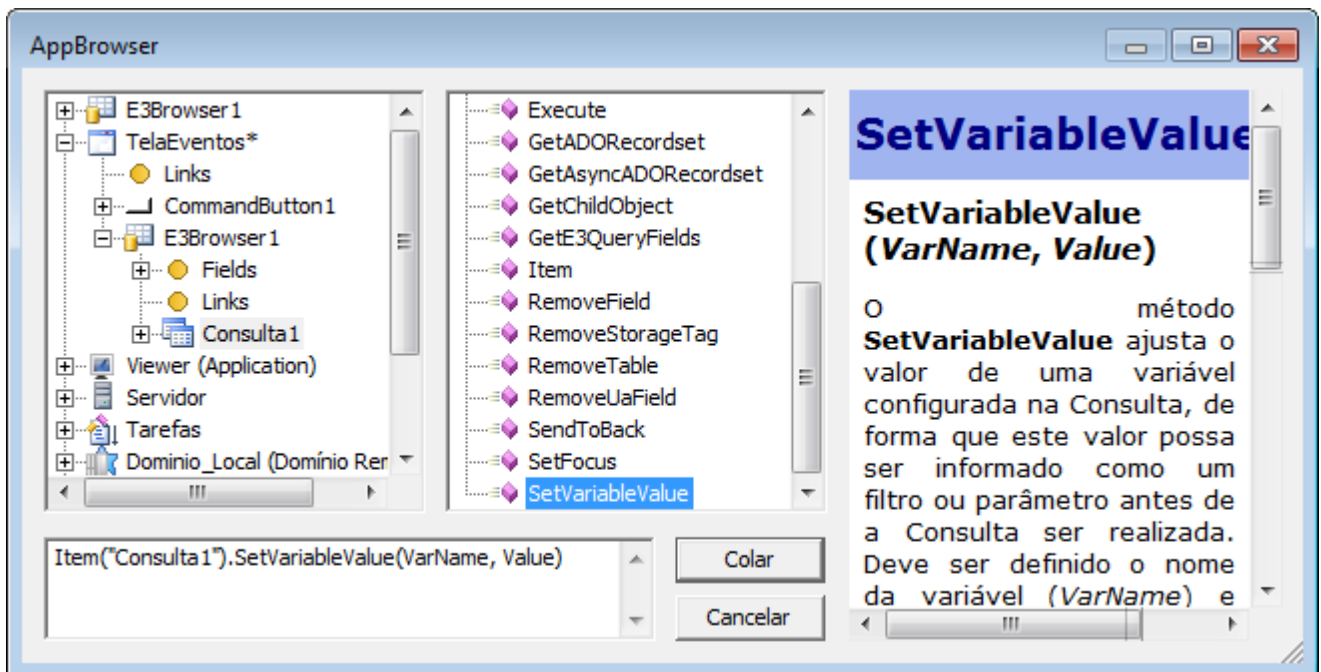 AppBrowser
E3Browser1
TelaEventos*
Links
CommandButton1
E3Browser1
Fields
Links
Consulta1
Viewer (Application)
Servidor
Tarefas
Dominio_Local (Domínio Rer
Execute
GetADORecordset
GetAsyncADORecordset
GetChildObject
GetE3QueryFields
Item
RemoveField
RemoveStorageTag
RemoveTable
RemoveUaField
SendToBack
SetFocus
SetVariableValue
SetVariableValue
SetVariableValue
(VarName, Value)
O método
SetVariableValue ajusta o
valor de uma variável
configurada na Consulta, de
forma que este valor possa
ser informado como um
filtro ou parâmetro antes de
a Consulta ser realizada.
Deve ser definido o nome
da variável (VarName) e
Item("Consulta1").SetVariableValue(VarName, Value)
Colar
Cancelar